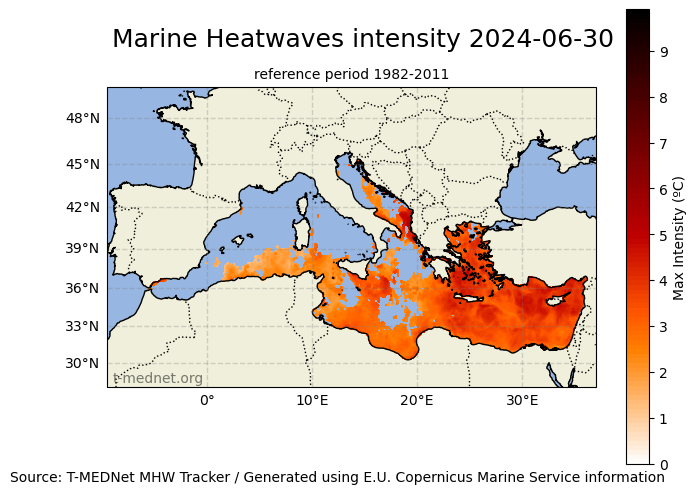 Marine Heatwaves intensity 2024-06-30
reference period 1982-2011
48°N
45°N
42°N
39°N
36°N
33°N
30°N
t-mednet.org
0°
10°E
20°E
30°E
9
8
7
6
5
4
3
2
1
0
Max Intensity (ºC)
Source: T-MEDNet MHW Tracker / Generated using E.U. Copernicus Marine Service information